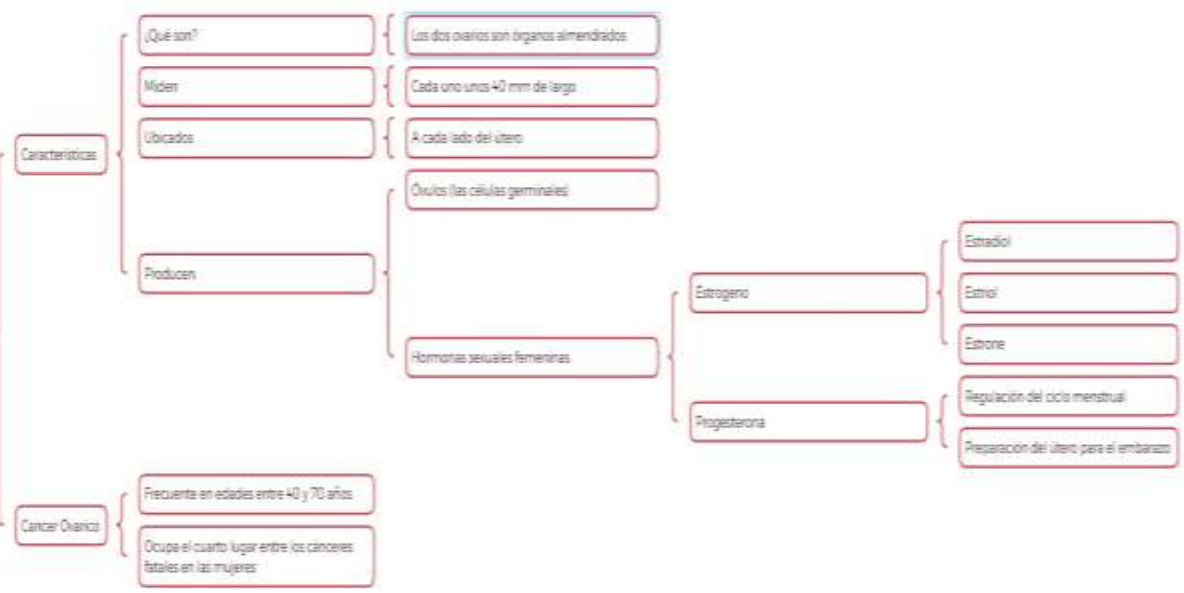 ¿Qué son?
Los dos ovarios son órganos almendrados
Miden
Cada uno unos 40 mm de largo
Ubicados
A cada lado del útero
Características
Óvulos (las células germinales)
Producen
Estradiol
Estrogeno
Estriol
Estrone
Hormonas sexuales femeninas
Regulación del ciclo menstrual
Progesterona
Preparación del útero para el embarazo
Frecuente en edades entre 40 y 70 años
Cancer Ovarico
Ocupa el cuarto lugar entre los cánceres
fatales en las mujeres